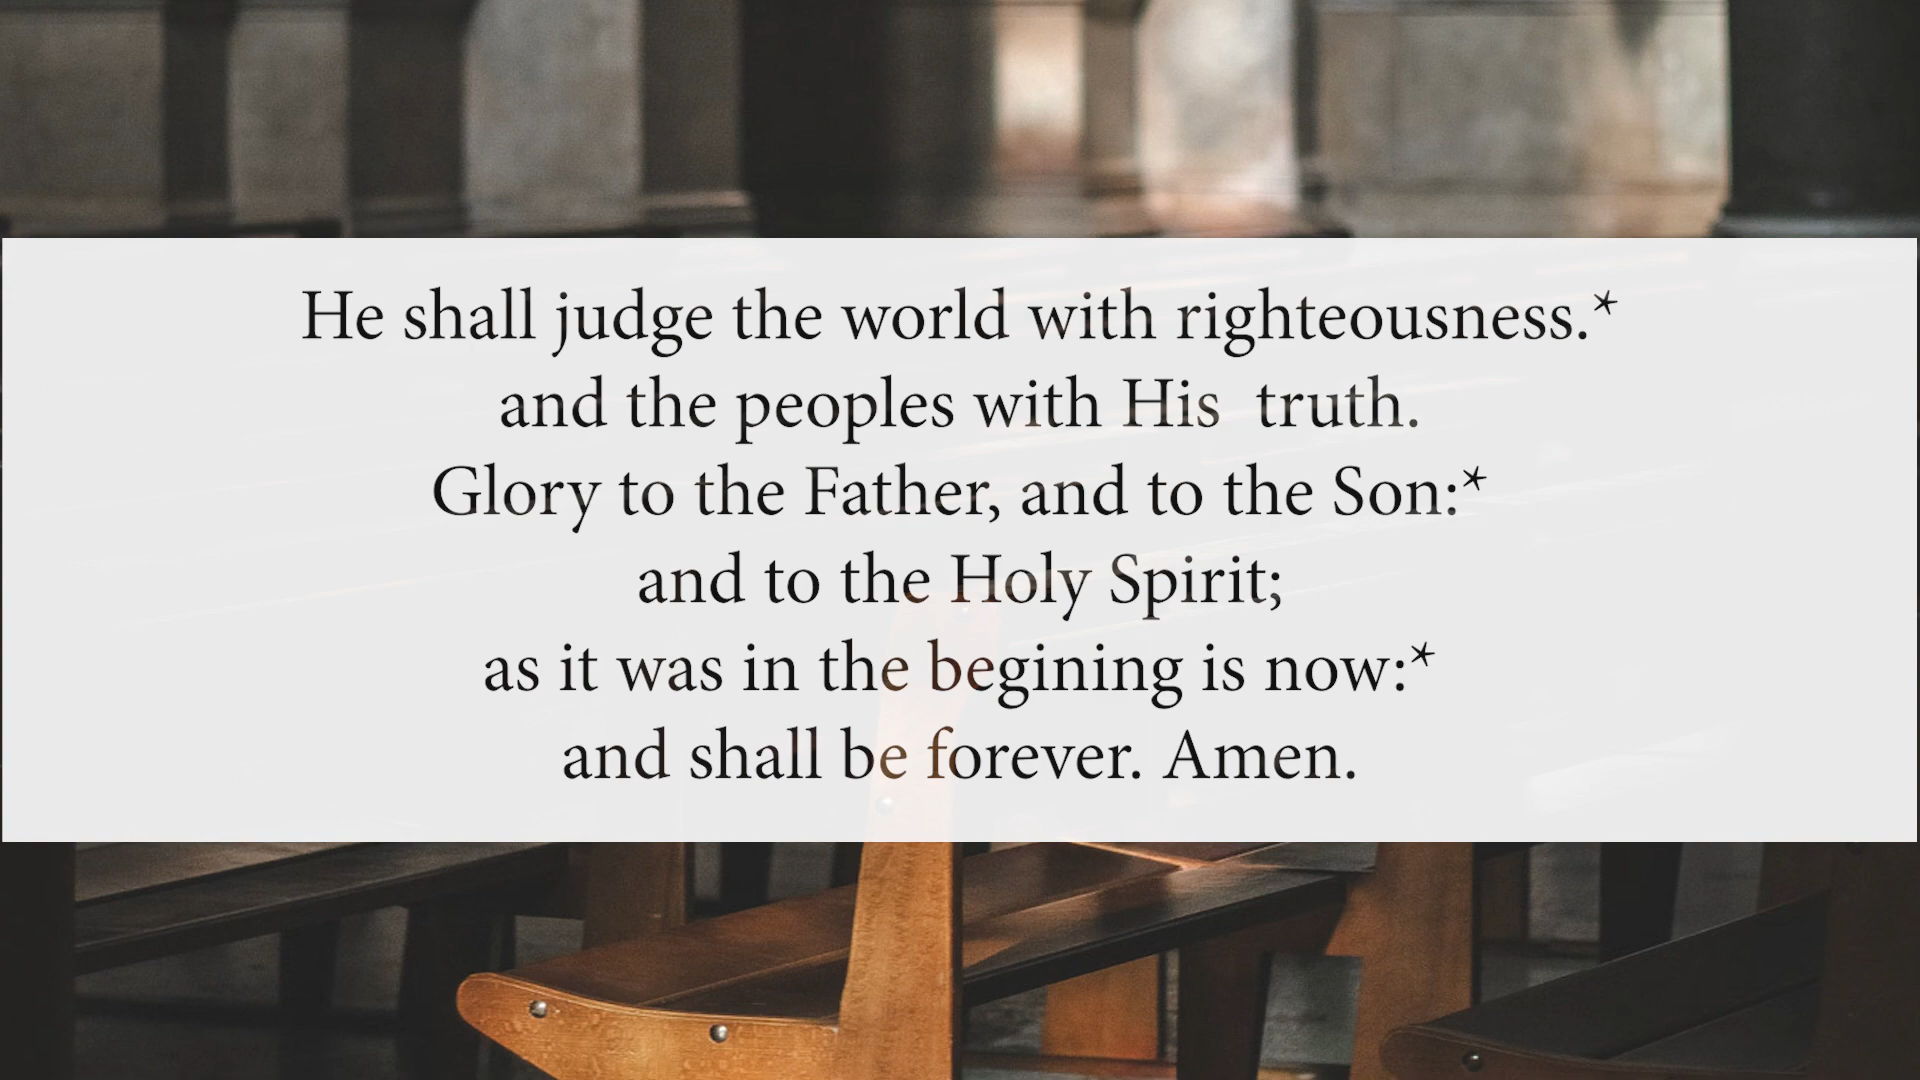 He shall judge the world with righteousness.*
and the peoples with His  truth.
Glory to the Father, and to the Son:*
and to the Holy Spirit;
as it was in the begining is now:*
and shall be forever. Amen.